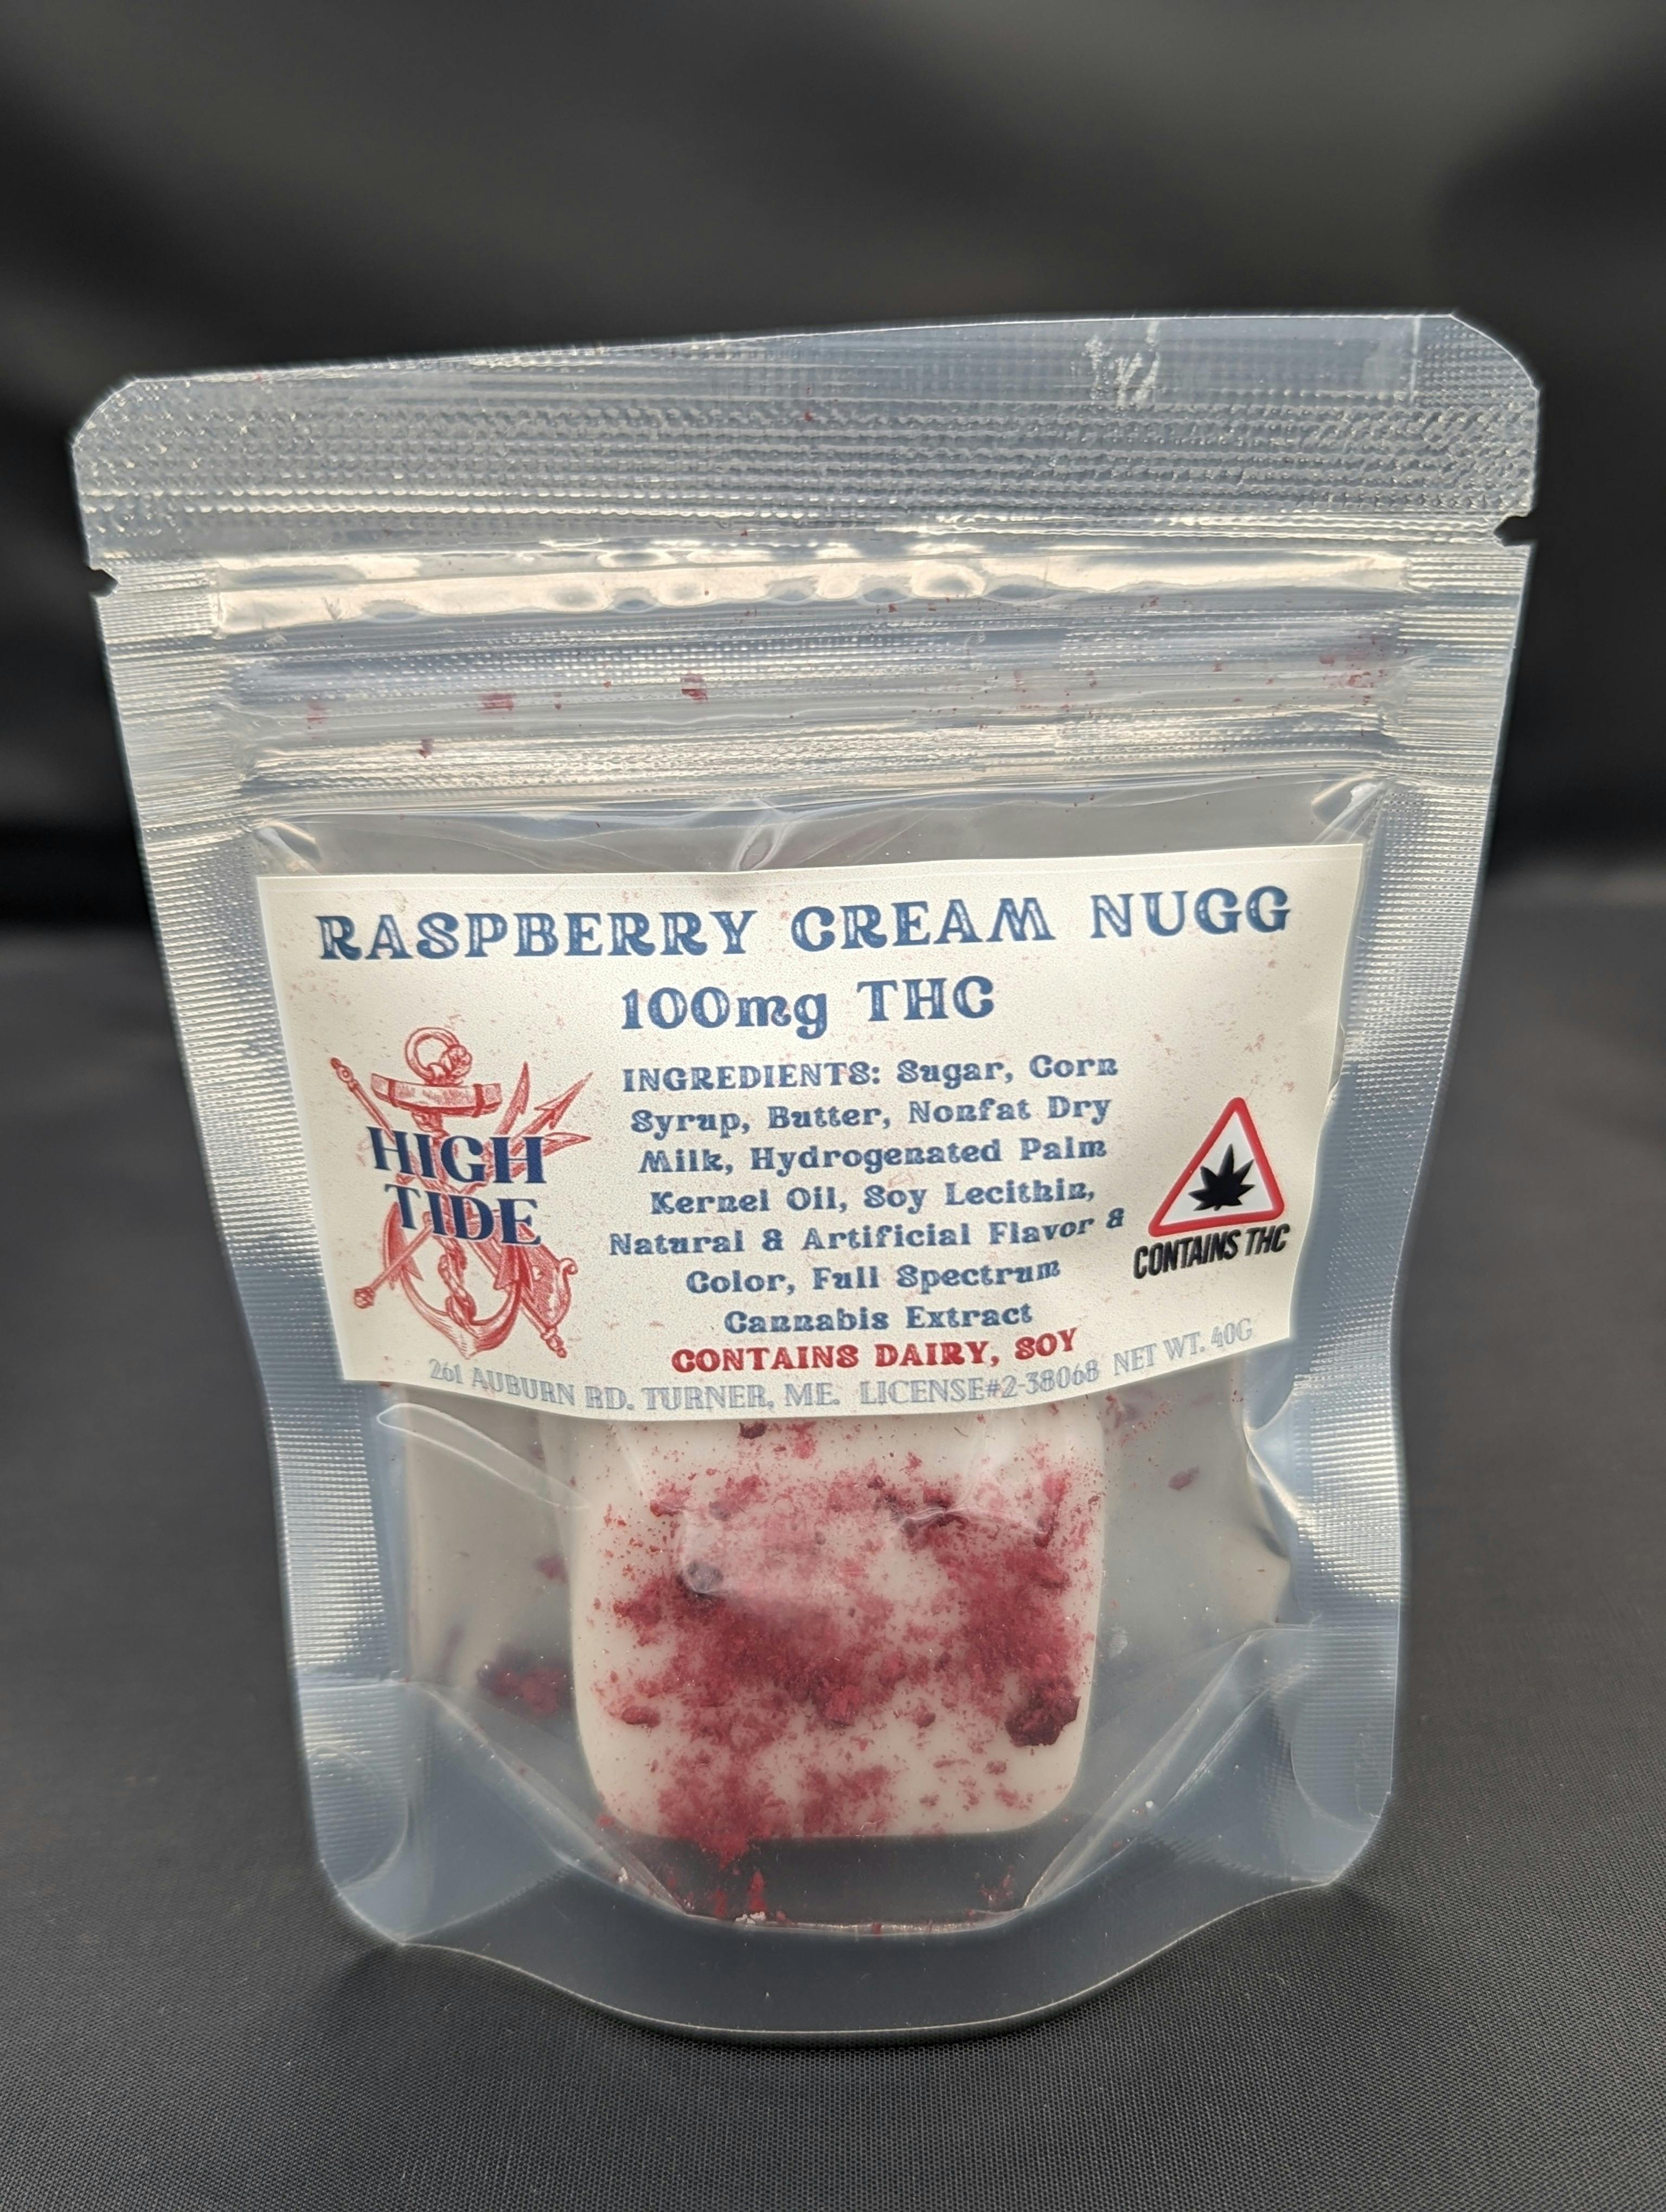 RASPBERRY CREAM NUGG
100mg THC
HIGH
TIDE
INGREDIENTS: Sugar, Corn
Syrup, Butter, Nonfat Dry
Milk, Hydrogenated Palm
Kernel Oil, Soy Lecithin,
Natural & Artificial Flavor &
Color, Full Spectrum
Cannabis Extract
CONTAINS DAIRY, SOY
CONTAINS THC
261 AUBURN RD. TURNER, ME. LICENSE#2-38068 NET WT. 40G